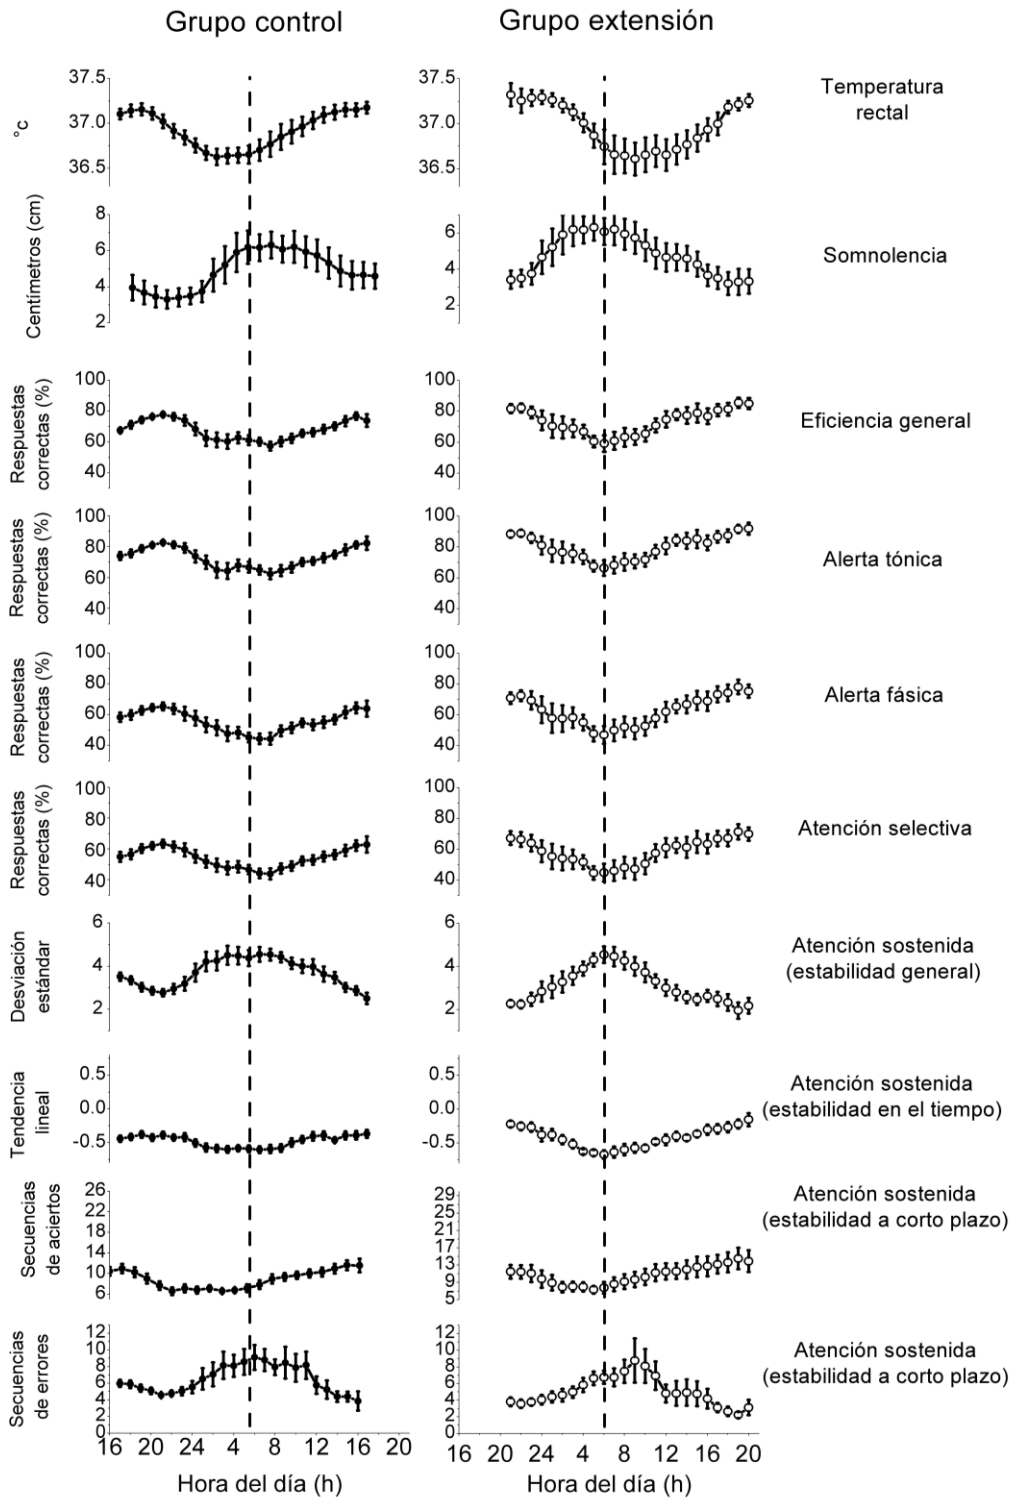 Grupo control
Grupo extensión
37.5
37.0
36.5
°c
37.5
37.0
36.5
Temperatura
rectal
8
6
4
2
Centímetros (cm)
6
4
2
Somnolencia
100
80
60
40
Respuestas
correctas (%)
100
80
60
40
Eficiencia general
100
80
60
40
Respuestas
correctas (%)
100
80
60
40
Alerta tónica
100
80
60
40
Respuestas
correctas (%)
100
80
60
40
Alerta fásica
100
80
60
40
Respuestas
correctas (%)
100
80
60
40
Atención selectiva
6
4
2
Desviación
estándar
6
4
2
Atención sostenida
(estabilidad general)
0.5
0.0
-0.5
Tendencia
lineal
0.5
0.0
-0.5
Atención sostenida
(estabilidad en el tiempo)
26
22
18
14
10
6
Secuencias
de aciertos
29
25
21
17
13
9
5
Atención sostenida
(estabilidad a corto plazo)
12
10
8
6
4
2
0
Secuencias
de errores
12
10
8
6
4
2
0
Atención sostenida
(estabilidad a corto plazo)
16 20 24 4 8 12 16 20
16 20 24 4 8 12 16 20
Hora del día (h)
Hora del día (h)